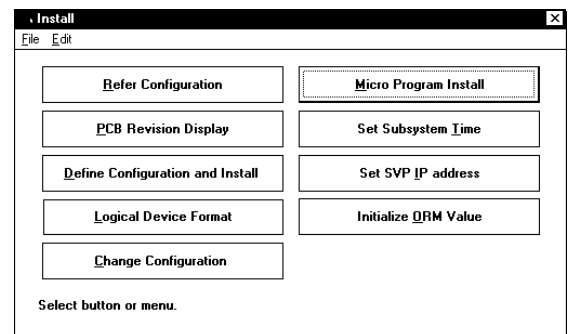 Install
File Edit
Refer Configuration
Micro Program Install
PCB Revision Display
Set Subsystem Time
Define Configuration and Install
Set SVP IP address
Logical Device Format
Initialize ORM Value
Change Configuration
Select button or menu.